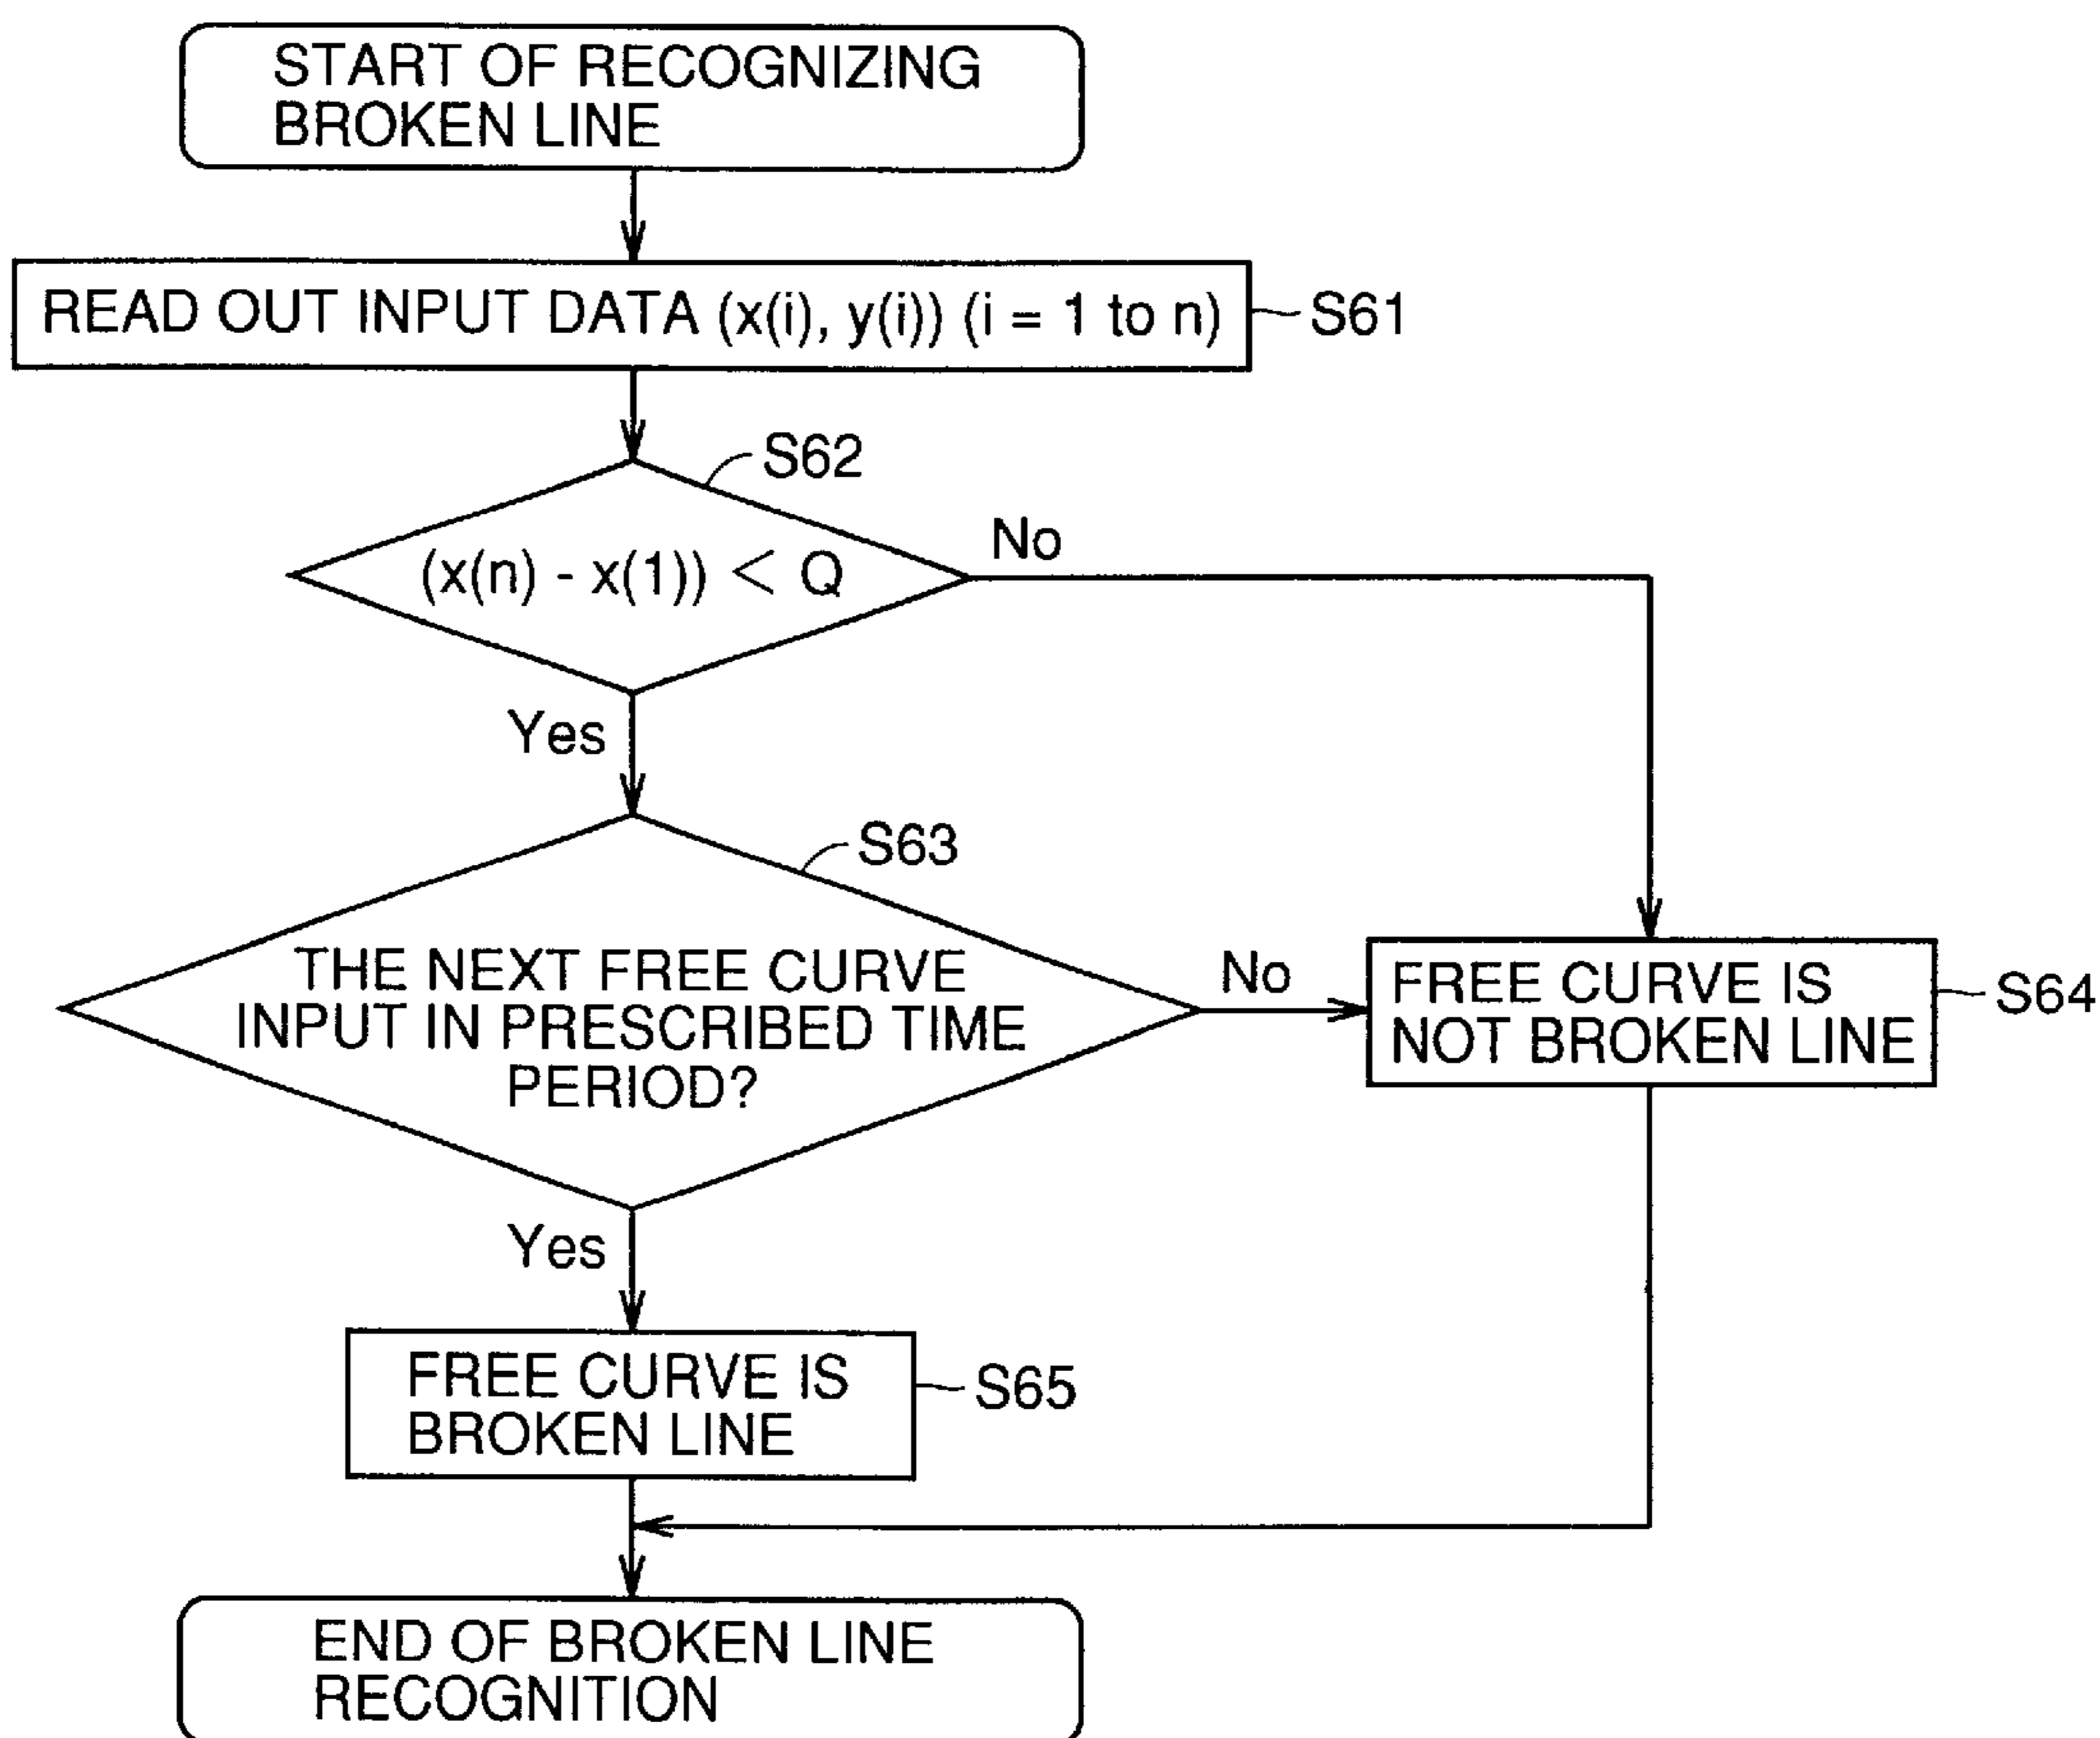 START OF RECOGNIZING
BROKEN LINE
READ OUT INPUT DATA (x(i), y(i)) (i = 1 to n)
S61
S62
(x(n) - x(1)) < Q
No
Yes
S63
THE NEXT FREE CURVE
INPUT IN PRESCRIBED TIME
PERIOD?
No
FREE CURVE IS
NOT BROKEN LINE
S64
Yes
FREE CURVE IS
BROKEN LINE
S65
END OF BROKEN LINE
RECOGNITION